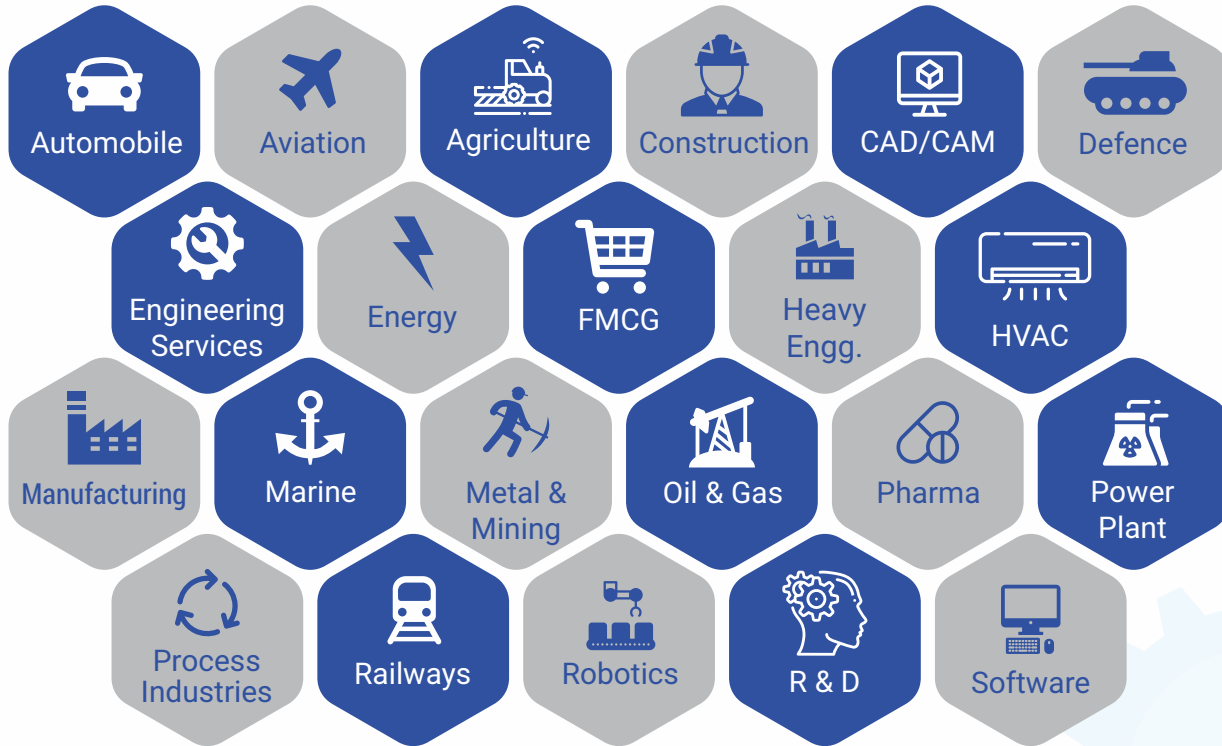 Automobile
Aviation
Agriculture
Construction
CAD/CAM
Defence
Engineering
Services
Energy
FMCG
Heavy
Engg.
HVAC
Manufacturing
Marine
Metal &
Mining
Oil & Gas
Pharma
Power
Plant
Process
Industries
Railways
Robotics
R & D
Software